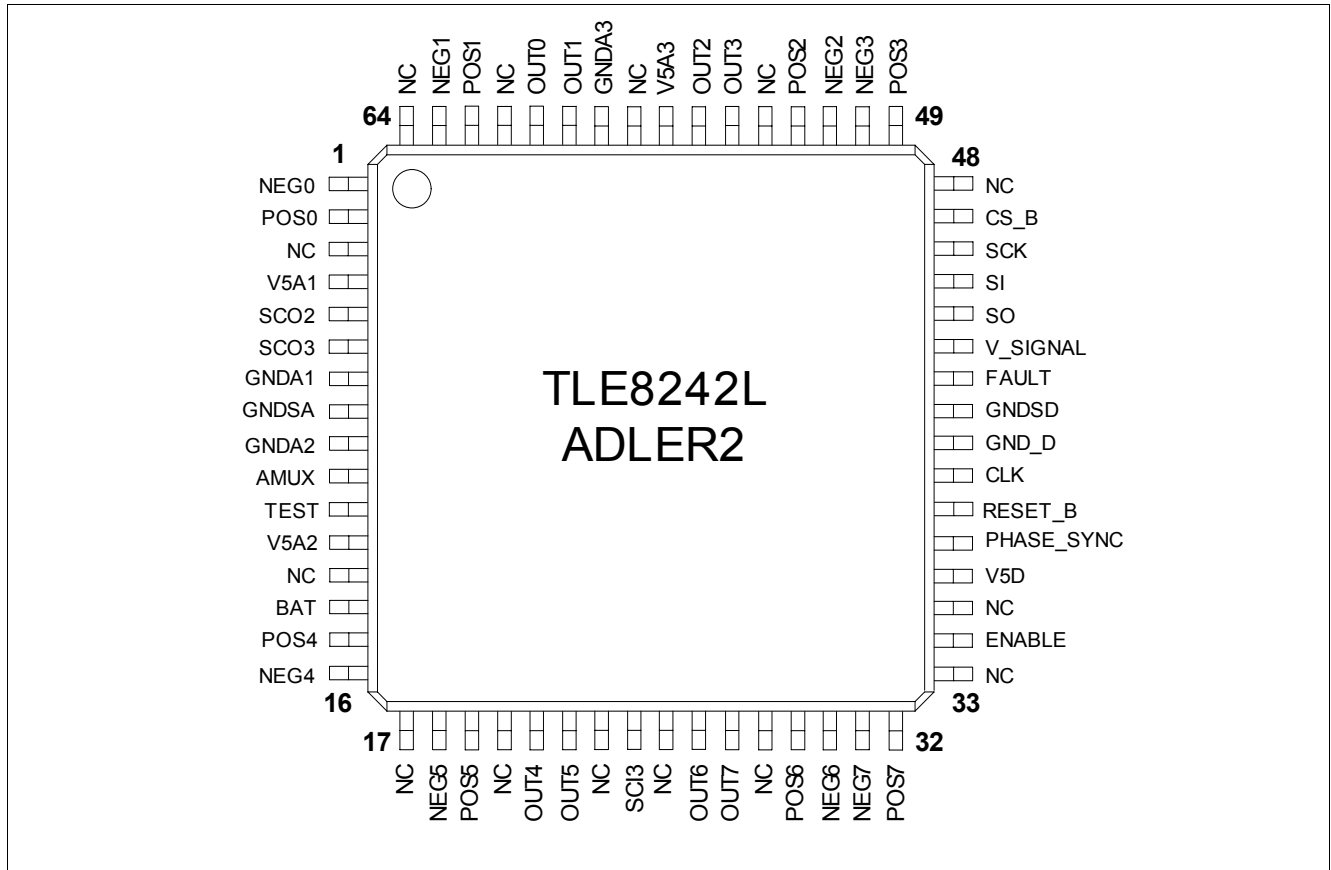 NC
NEG1
POS1
NC
OUT0
OUT1
GNDA3
NC
V5A3
OUT2
OUT3
NC
POS2
NEG2
NEG3
POS3
64
49
1
48
NEG0
POS0
NC
V5A1
SCO2
SCO3
GNDA1
GNDSA
GNDA2
AMUX
TEST
V5A2
NC
BAT
POS4
NEG4
TLE8242L
ADLER2
NC
CS_B
SCK
SI
SO
V_SIGNAL
FAULT
GNDSD
GND_D
CLK
RESET_B
PHASE_SYNC
V5D
NC
ENABLE
NC
16
33
17
32
NC
NEG5
POS5
NC
OUT4
OUT5
NC
SCI3
NC
OUT6
OUT7
NC
POS6
NEG6
NEG7
POS7